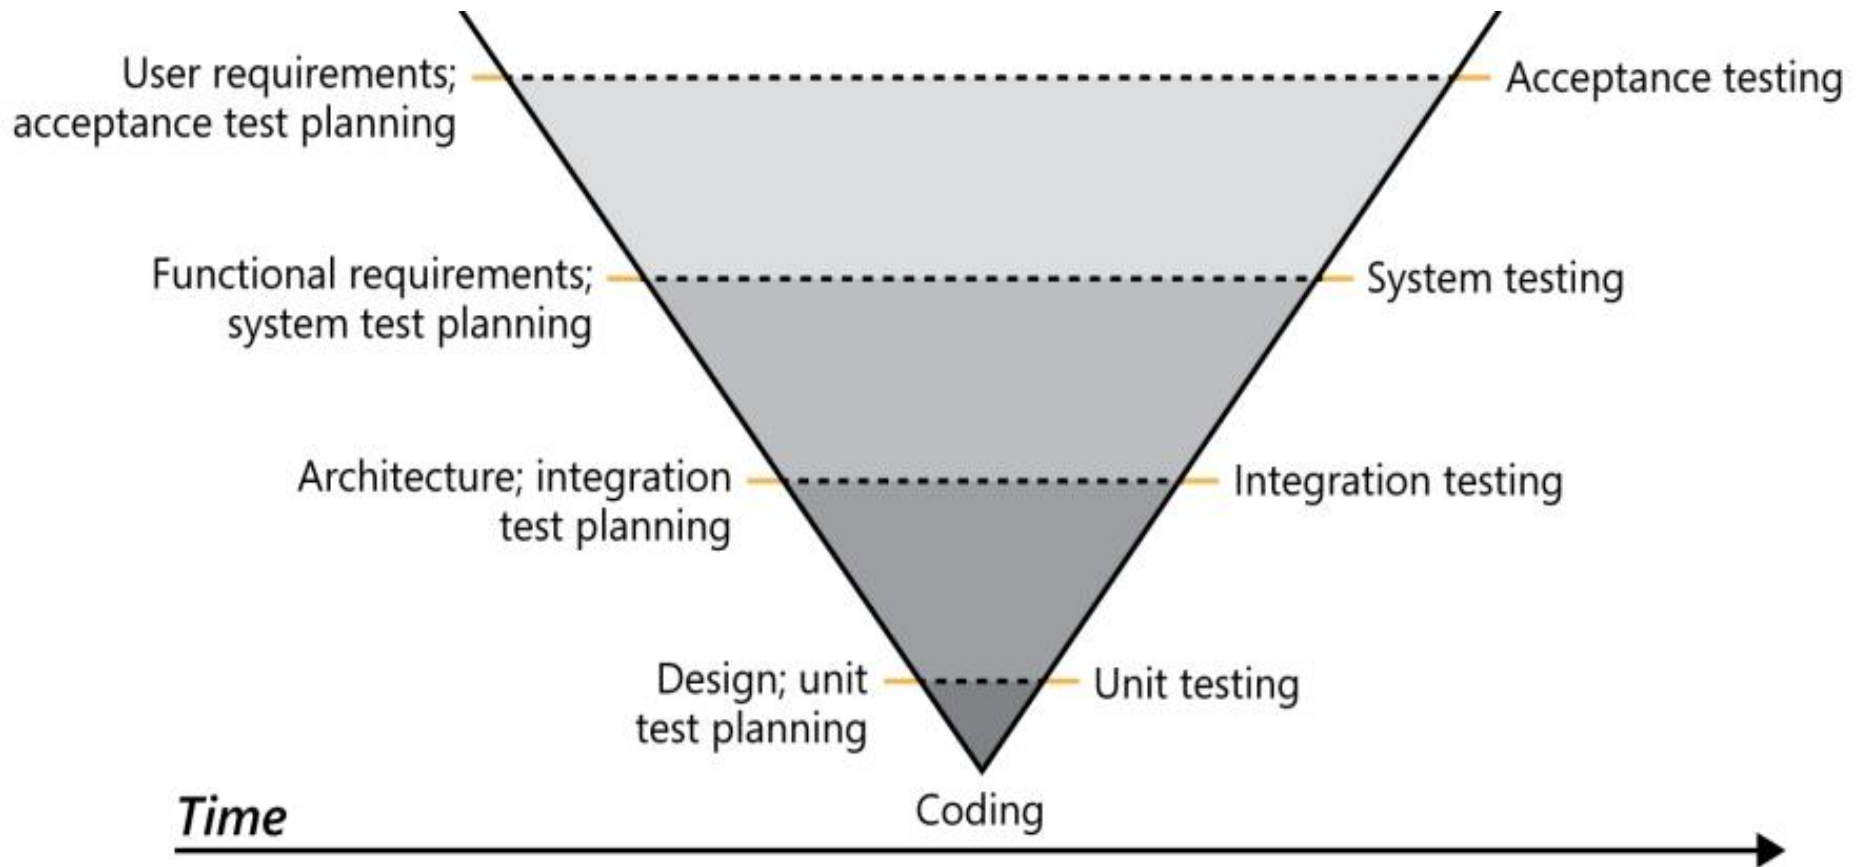 User requirements;
acceptance test planning
Acceptance testing
Functional requirements;
system test planning
System testing
Architecture; integration
test planning
Integration testing
Design; unit
test planning
Unit testing
Coding
Time